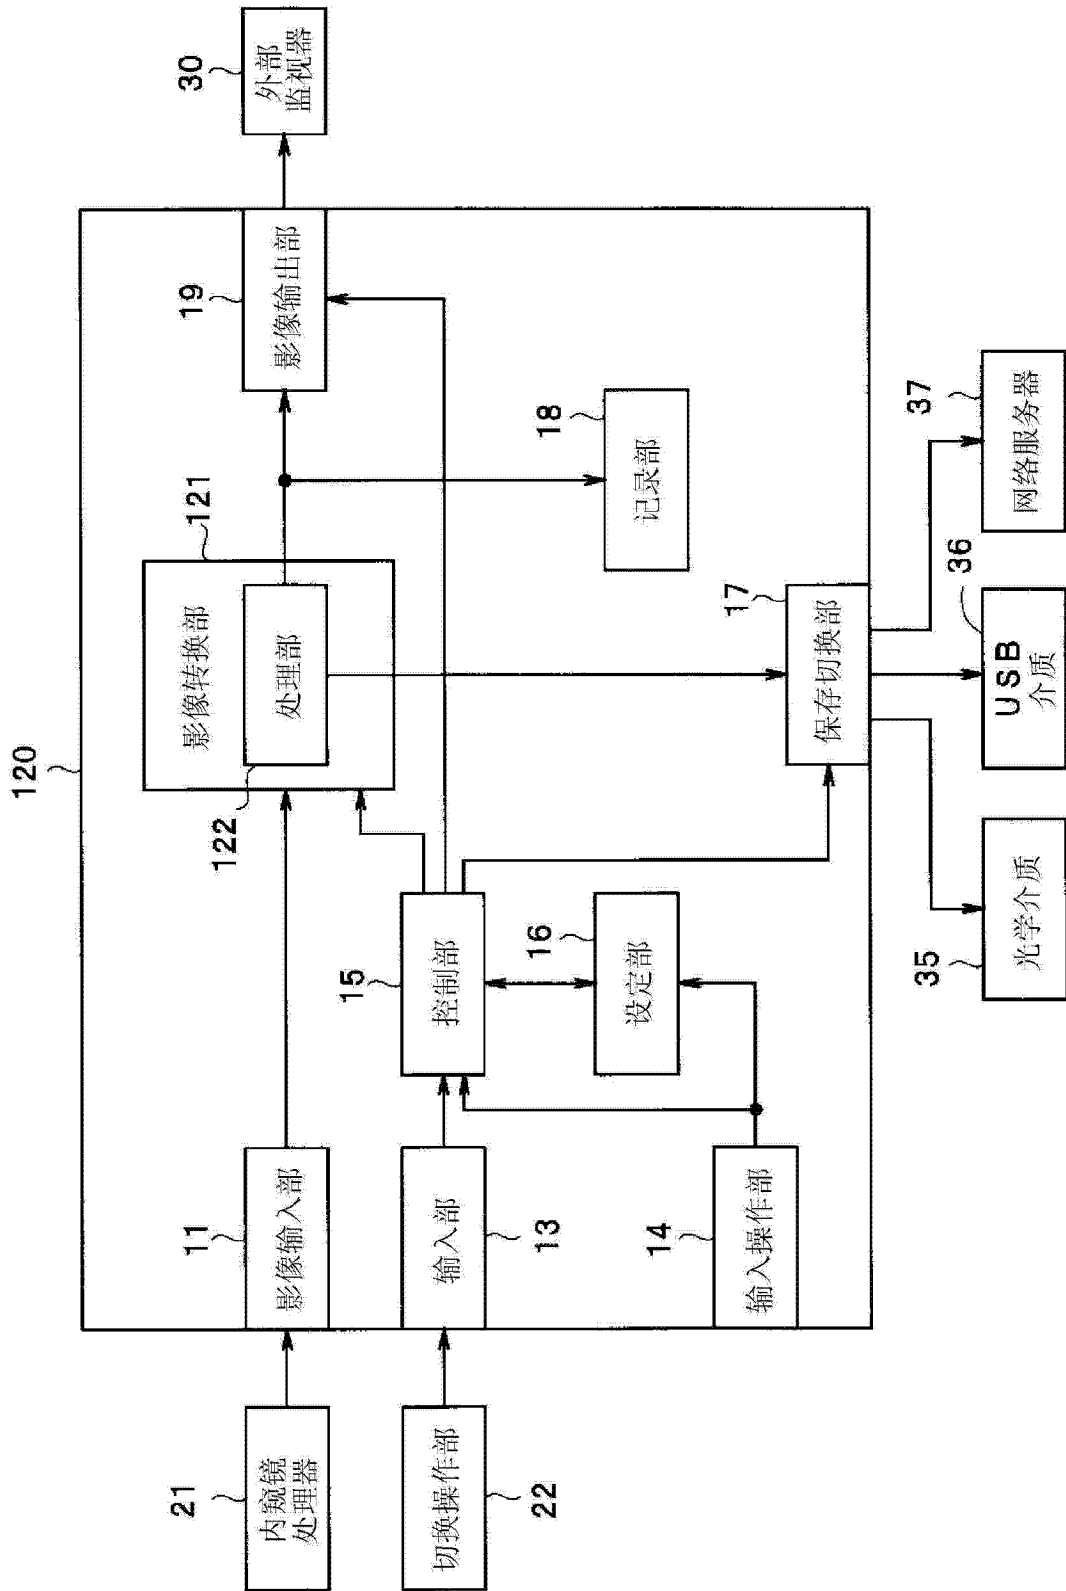 120
21
内窥镜
处理器
11
影像输入部
121
影像转换部
122
处理部
19
影像输出部
30
外部
监视器
22
切换操作部
13
输入部
15
控制部
16
设定部
18
记录部
14
输入操作部
17
保存切换部
35
光学介质
36
USB
介质
37
网络服务器